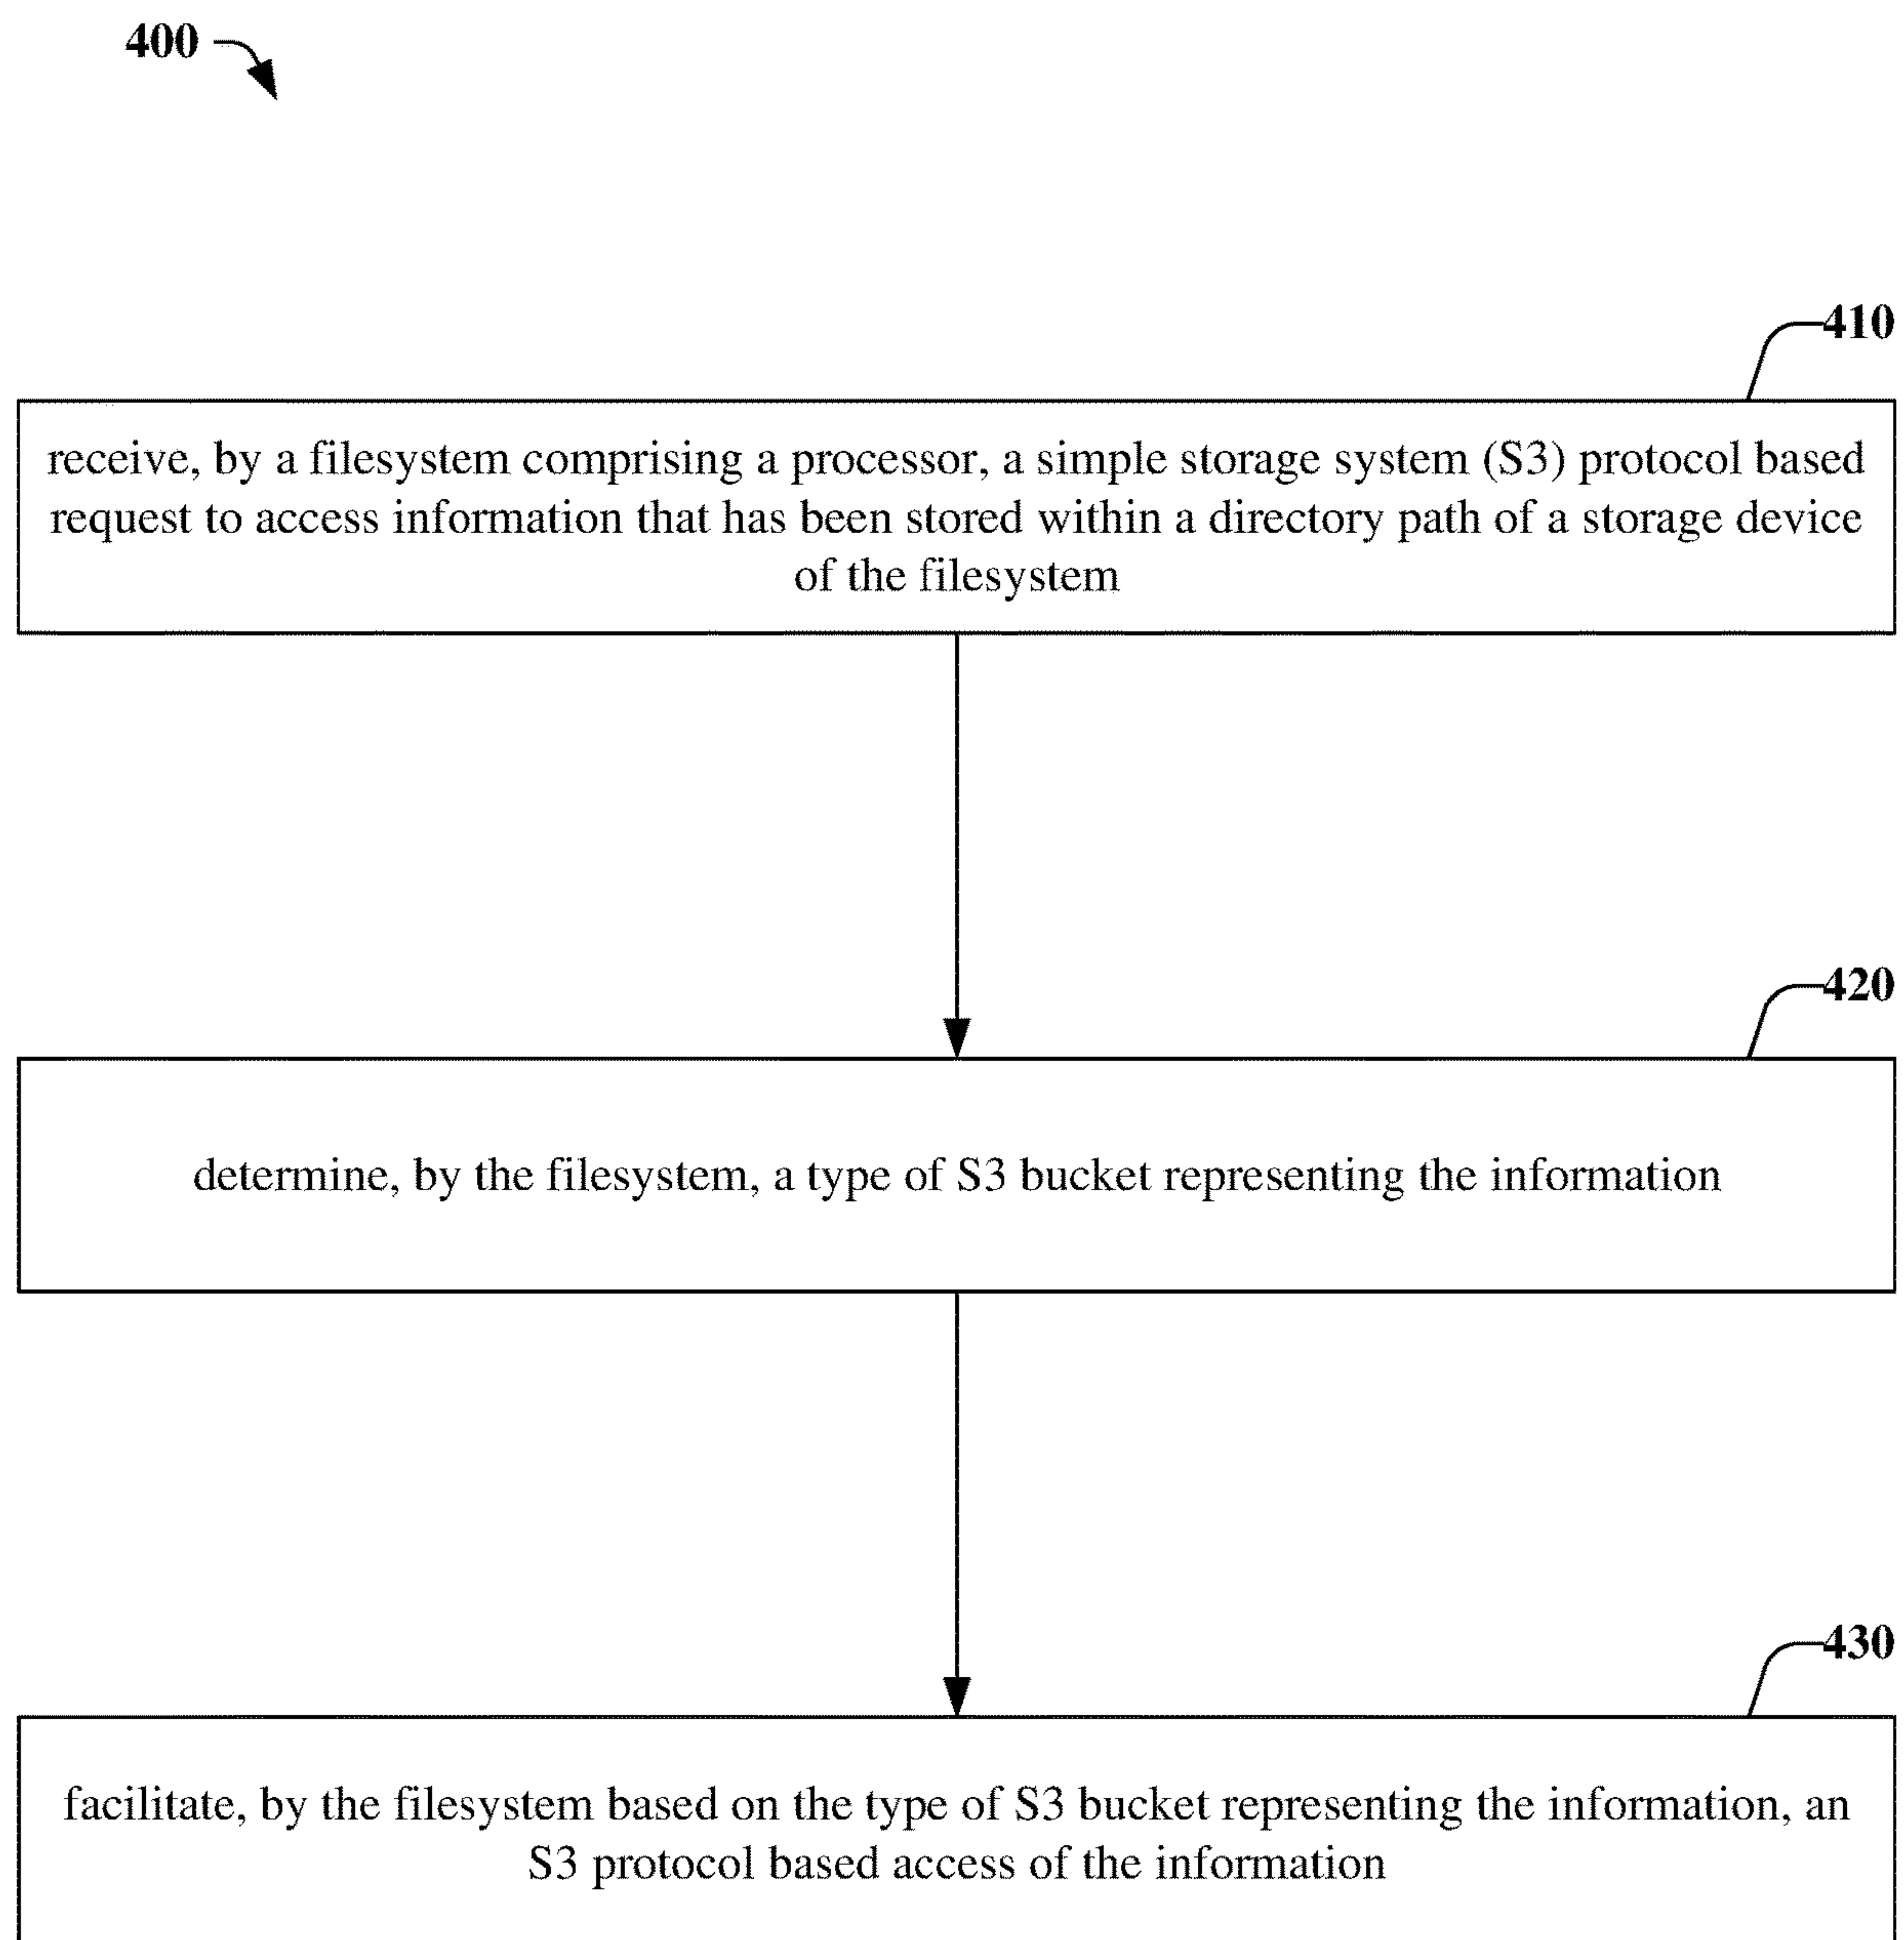 400
410
receive, by a filesystem comprising a processor, a simple storage system (S3) protocol based
request to access information that has been stored within a directory path of a storage device
of the filesystem
420
determine, by the filesystem, a type of S3 bucket representing the information
430
facilitate, by the filesystem based on the type of S3 bucket representing the information, an
S3 protocol based access of the information